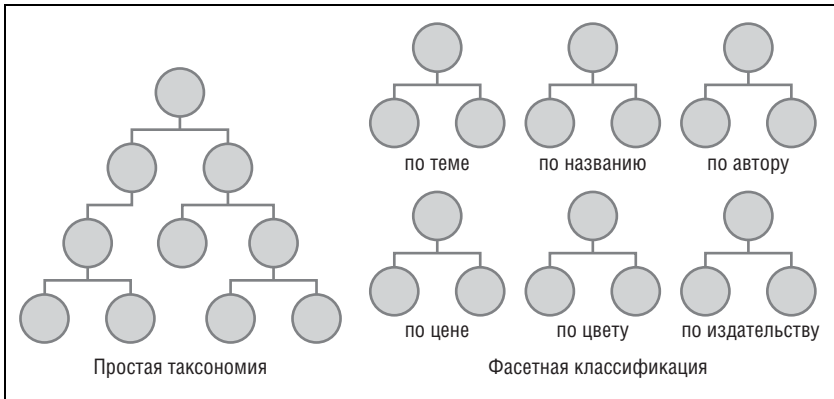 по теме
по названию
по автору
по цене
по цвету
по издательству
Простая таксономия
Фасетная классификация